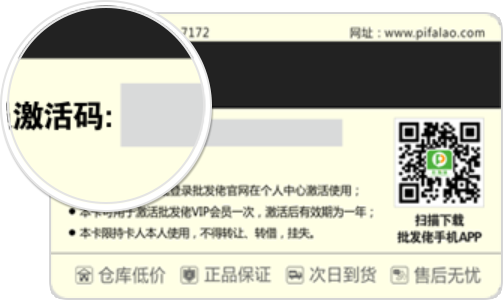 7172
网址：www.pifalao.com
激活码:
登录批发佬官网在个人中心激活使用；
● 本卡可用于激活批发佬VIP会员一次，激活后有效期为一年；
● 本卡限持卡人本人使用，不得转让、转借，挂失。
扫描下载
批发佬手机APP
仓库低价 正品保证 次日到货 售后无忧